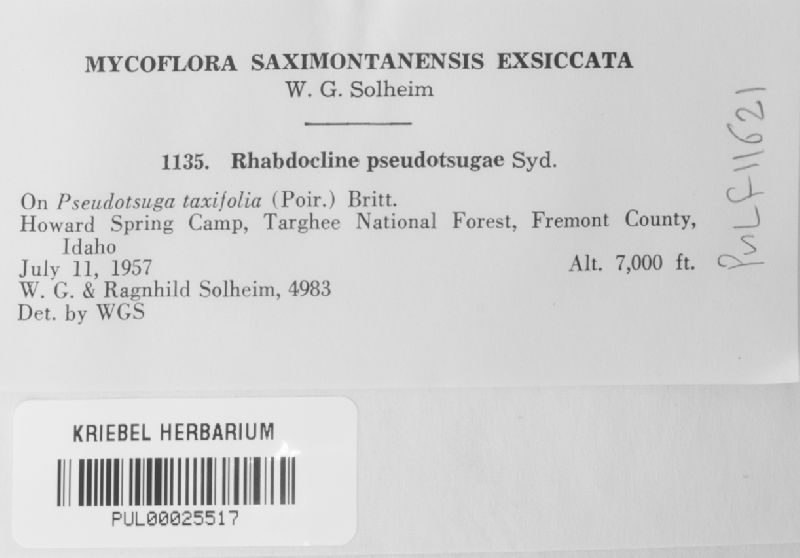 MYCOFLORA SAXIMONTANENSIS EXSICCATA
W. G. Solheim
1135. Rhabdocline pseudotsugae Syd.
On Pseudotsuga taxifolia (Poir.) Britt.
Howard Spring Camp, Targhee National Forest, Fremont County,
Idaho
July 11, 1957 Alt. 7,000 ft.
W. G. & Ragnhild Solheim, 4983
Det. by WGS
PuLF11621
KRIEBEL HERBARIUM
PUL00025517